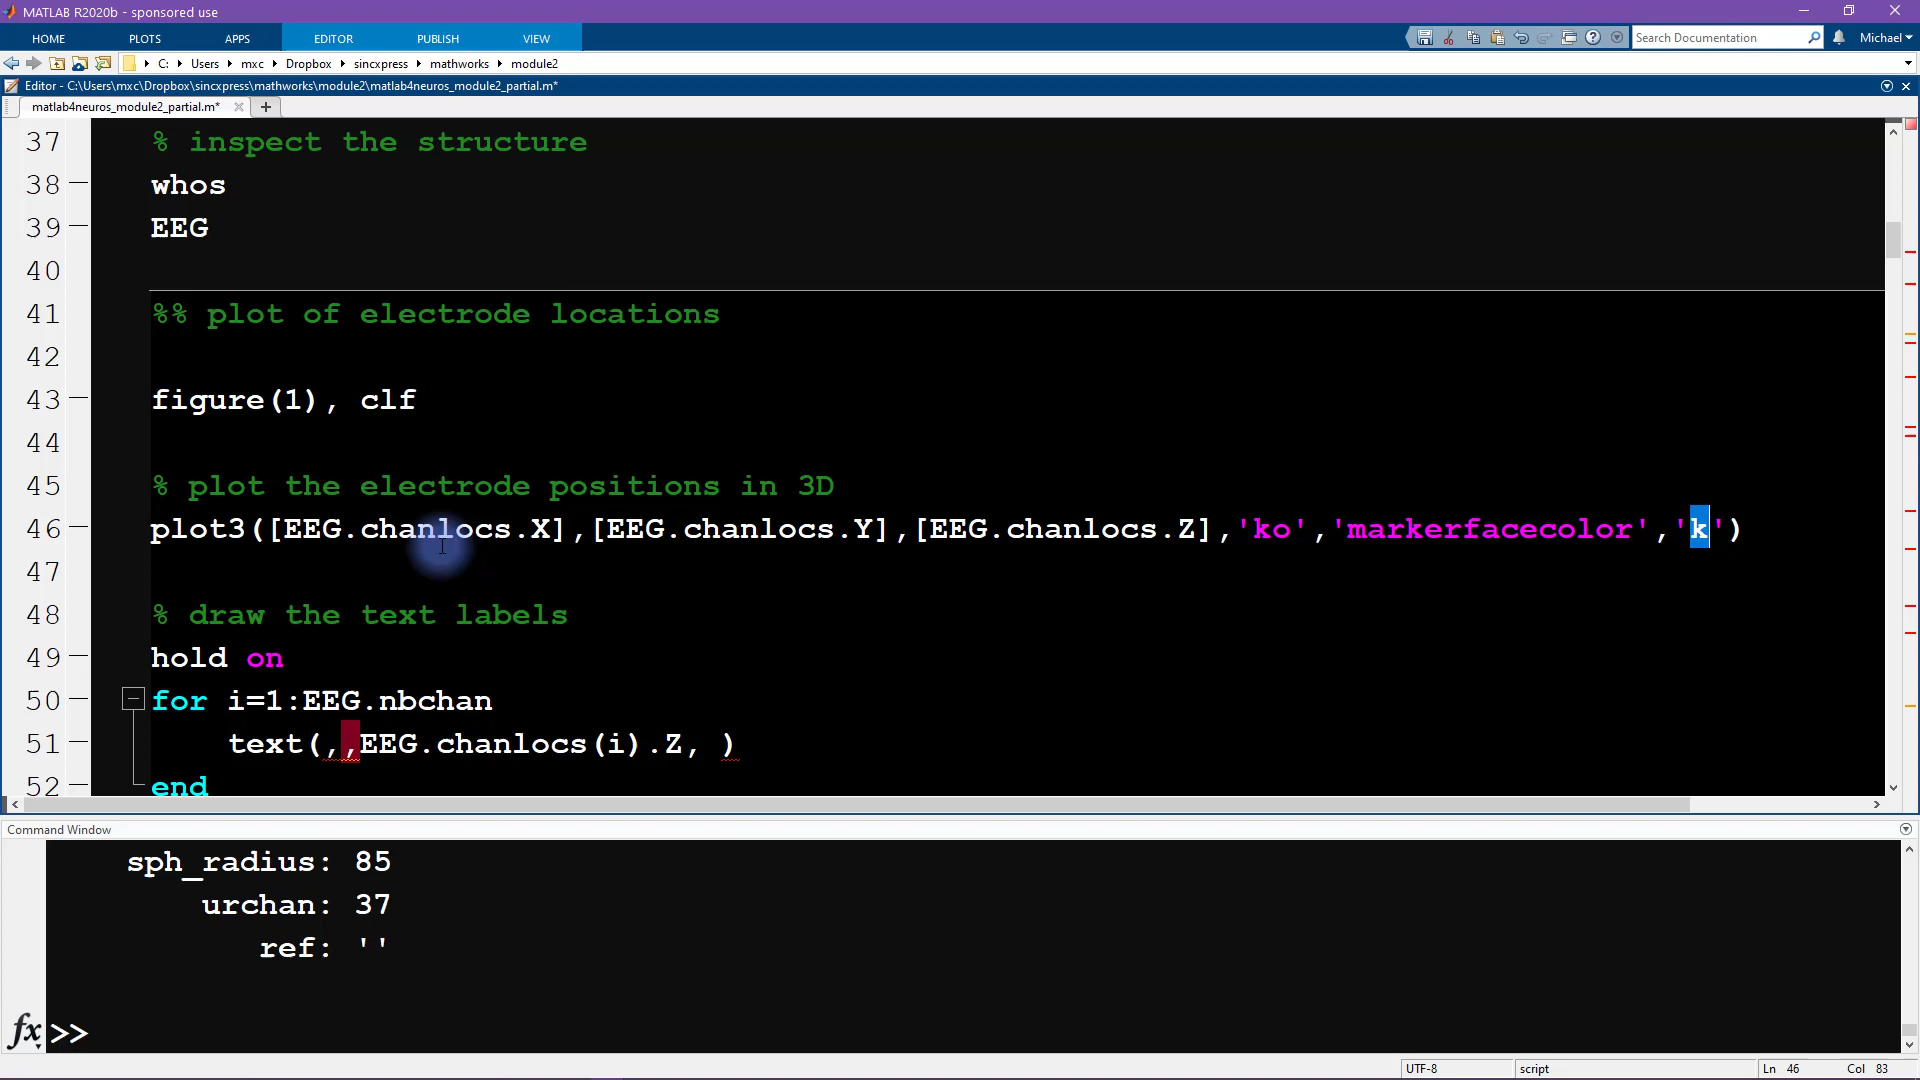 MATLAB R2020b - sponsored use
HOME PLOTS APPS EDITOR PUBLISH VIEW Search Documentation Michael
C: Users mxc Dropbox sincxpress mathworks module2
Editor - C:\Users\mxc\Dropbox\sincxpress\mathworks\module2\matlab4neuros_module2_partial.m*
matlab4neuros_module2_partial.m*
37 % inspect the structure
38 whos
39 EEG
40
41 %% plot of electrode locations
42
43 figure(1), clf
44
45 % plot the electrode positions in 3D
46 plot3([EEG.chanlocs.X],[EEG.chanlocs.Y],[EEG.chanlocs.Z],'ko','markerfacecolor','k')
47
48 % draw the text labels
49 hold on
50 for i=1:EEG.nbchan
51 text(,,EEG.chanlocs(i).Z, )
52 end
Command Window
sph_radius: 85
urchan: 37
ref: ''
fx >>
UTF-8 script Ln 46 Col 83